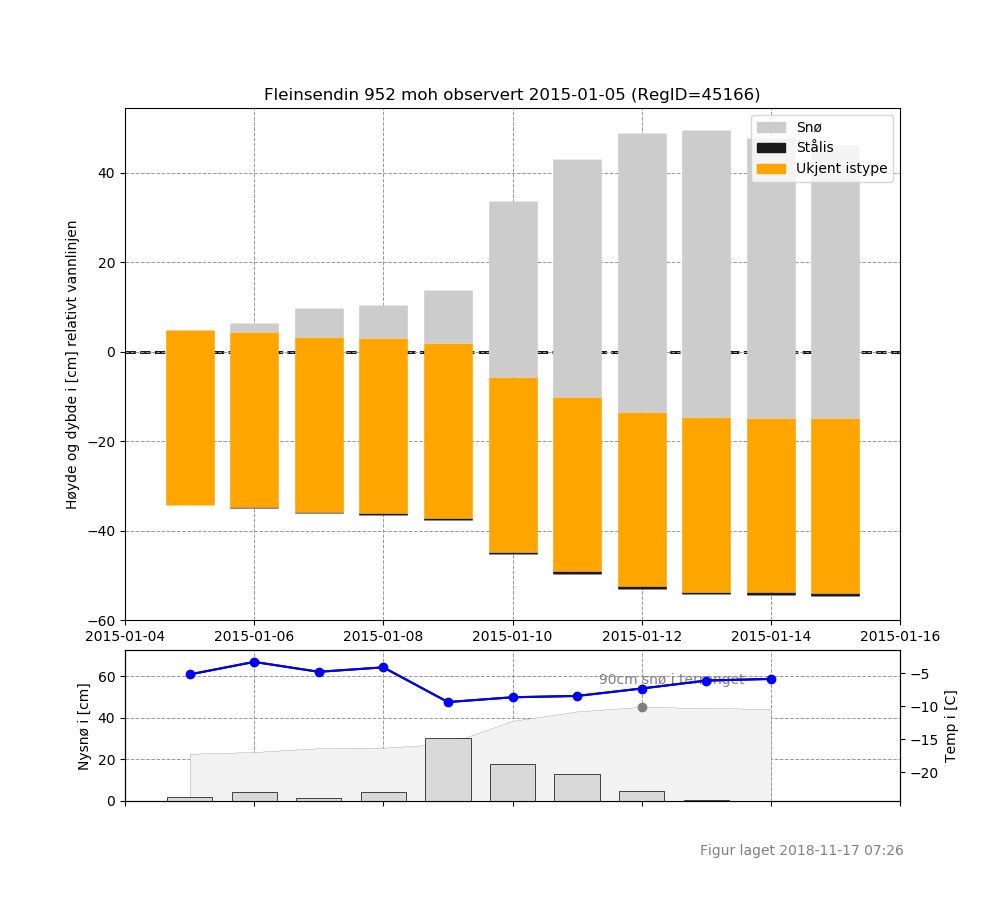 Fleinsendin 952 moh observert 2015-01-05 (RegID=45166)
Snø
Stålis
Ukjent istype
Høyde og dybde i [cm] relativt vannlinjen
40
20
0
−20
−40
−60
2015-01-04 2015-01-06 2015-01-08 2015-01-10 2015-01-12 2015-01-14 2015-01-16
90cm snø i terrenget
Nysnø i [cm]
60
40
20
0
−5
−10
−15
−20
Temp i [C]
Figur laget 2018-11-17 07:26